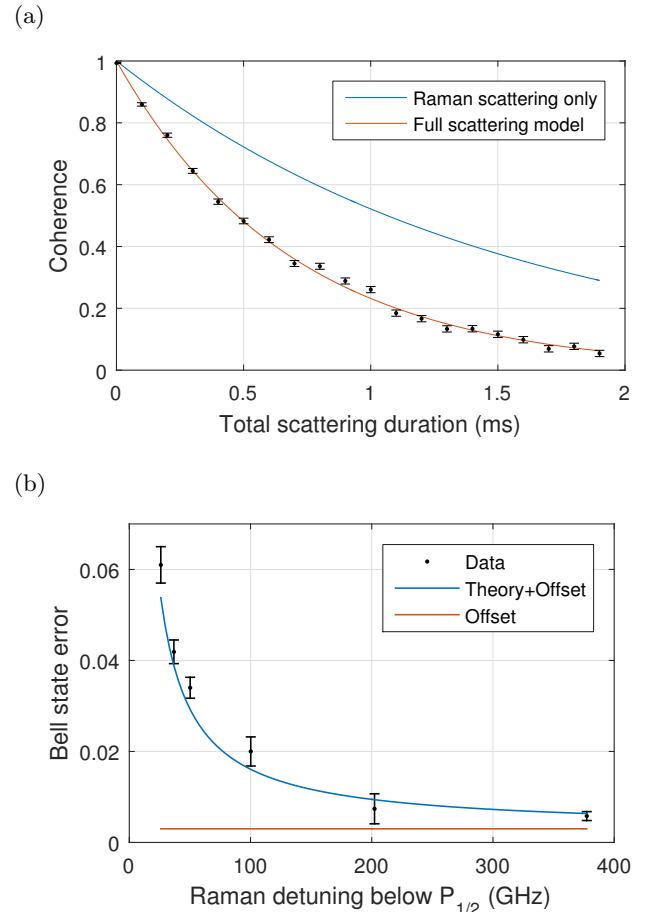 (a)
1
0.8
0.6
0.4
0.2
0
Coherence
Raman scattering only
Full scattering model
0 0.5 1 1.5 2
Total scattering duration (ms)
(b)
0.06
0.04
0.02
0
Bell state error
Data
Theory+Offset
Offset
0 100 200 300 400
Raman detuning below P1/2 (GHz)